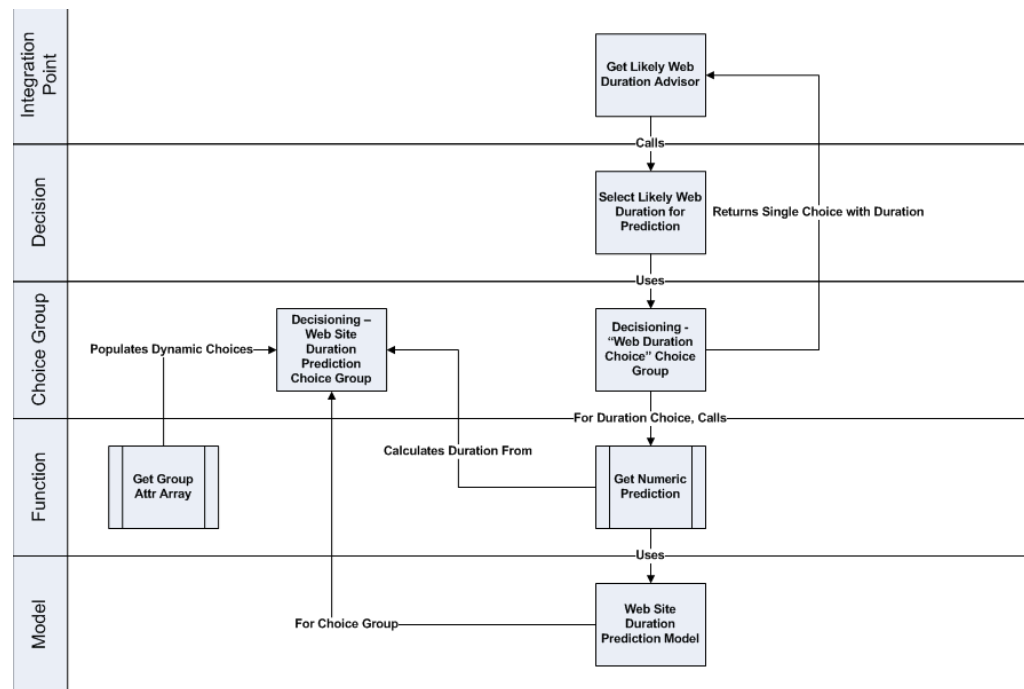 Integration
Point
Get Likely Web
Duration Advisor
Calls
Decision
Select Likely Web
Duration for
Prediction
Returns Single Choice with Duration
Uses
Choice Group
Populates Dynamic Choices
Decisioning –
Web Site
Duration
Prediction
Choice Group
Decisioning -
“Web Duration
Choice” Choice
Group
For Duration Choice, Calls
Function
Get Group
Attr Array
Calculates Duration From
Get Numeric
Prediction
Uses
Model
For Choice Group
Web Site
Duration
Prediction Model